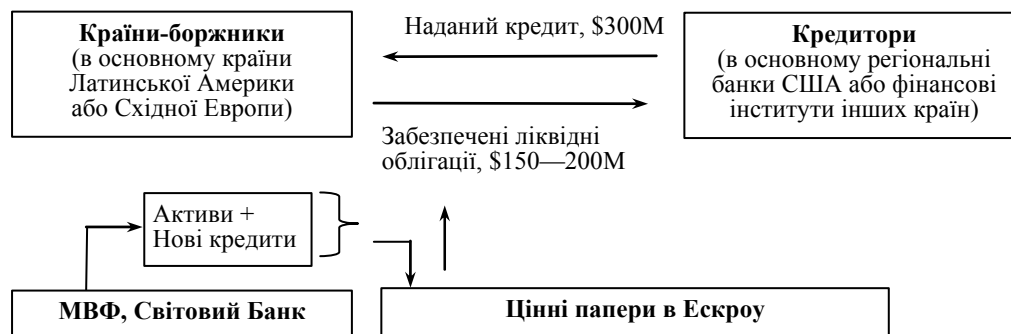 Країни-боржники
(в основному країни
Латинської Америки
або Східної Европи)
Наданий кредит, $300M
Кредитори
(в основному регіональні
банки США або фінансові
інститути інших країн)
Забезпечені ліквідні
облігації, $150—200M
Активи +
Нові кредити
МВФ, Світовий Банк
Цінні папери в Ескроу